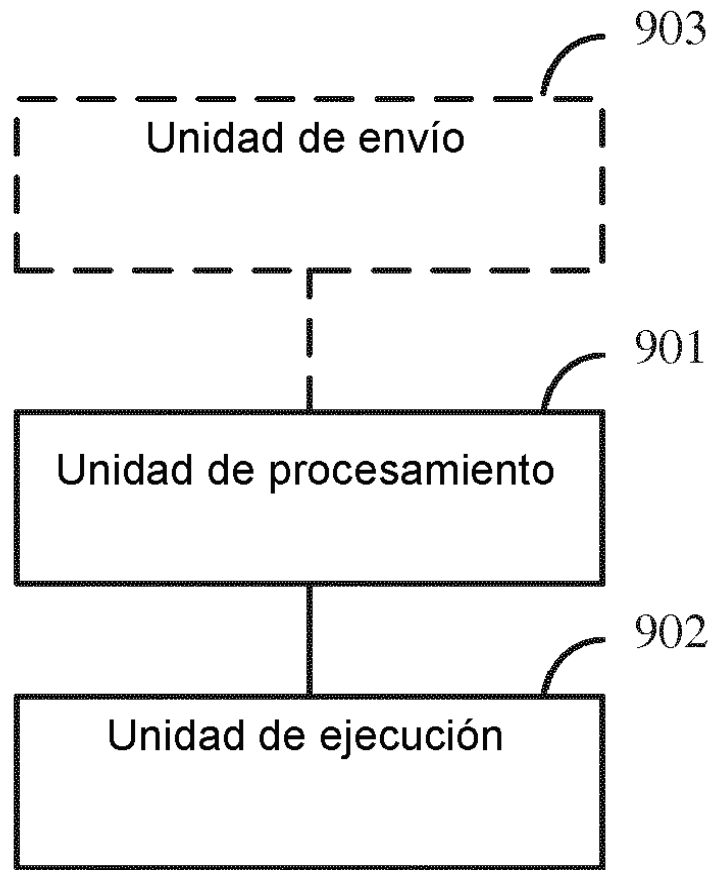 903
Unidad de envío
901
Unidad de procesamiento
902
Unidad de ejecución